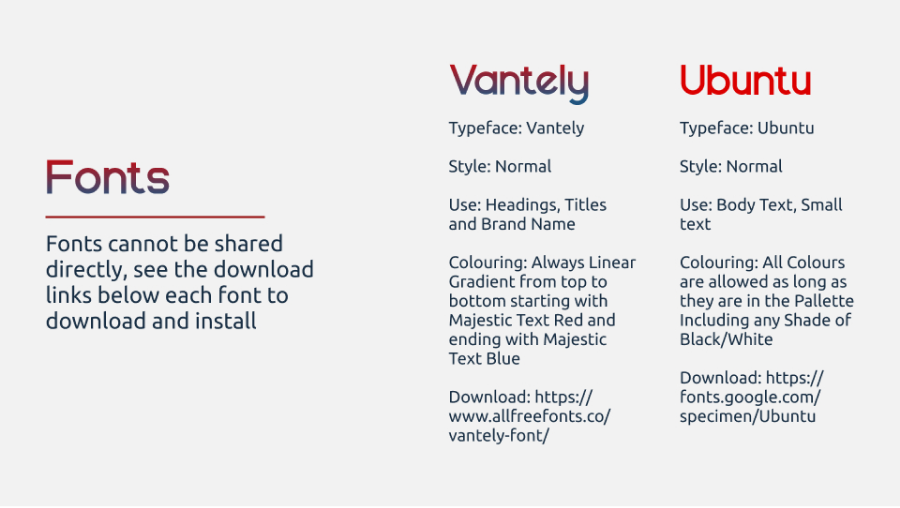 Fonts
Fonts cannot be shared
directly, see the download
links below each font to
download and install
Vantely
Typeface: Vantely
Style: Normal
Use: Headings, Titles
and Brand Name
Colouring: Always Linear
Gradient from top to
bottom starting with
Majestic Text Red and
ending with Majestic
Text Blue
Download: https://
www.allfreefonts.co/
vantely-font/
Ubuntu
Typeface: Ubuntu
Style: Normal
Use: Body Text, Small
text
Colouring: All Colours
are allowed as long as
they are in the Pallette
Including any Shade of
Black/White
Download: https://
fonts.google.com/
specimen/Ubuntu